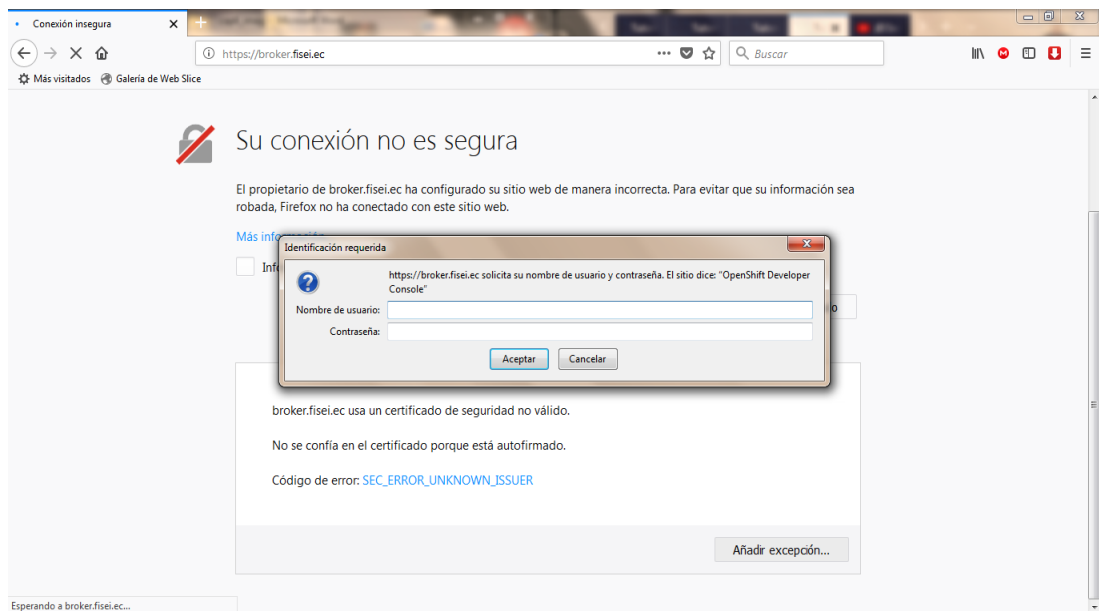 Conexión insegura
https://broker.fisei.ec
Buscar
Más visitados
Galería de Web Slice
Su conexión no es segura
El propietario de broker.fisei.ec ha configurado su sitio web de manera incorrecta. Para evitar que su información sea
robada, Firefox no ha conectado con este sitio web.
Más
Identificación requerida
https://broker.fisei.ec solicita su nombre de usuario y contraseña. El sitio dice: "OpenShift Developer
Console"
Nombre de usuario:
Contraseña:
Aceptar
Cancelar
broker.fisei.ec usa un certificado de seguridad no válido.
No se confía en el certificado porque está autofirmado.
Código de error: SEC_ERROR_UNKNOWN_ISSUER
Añadir excepción...
Esperando a broker.fisei.ec...